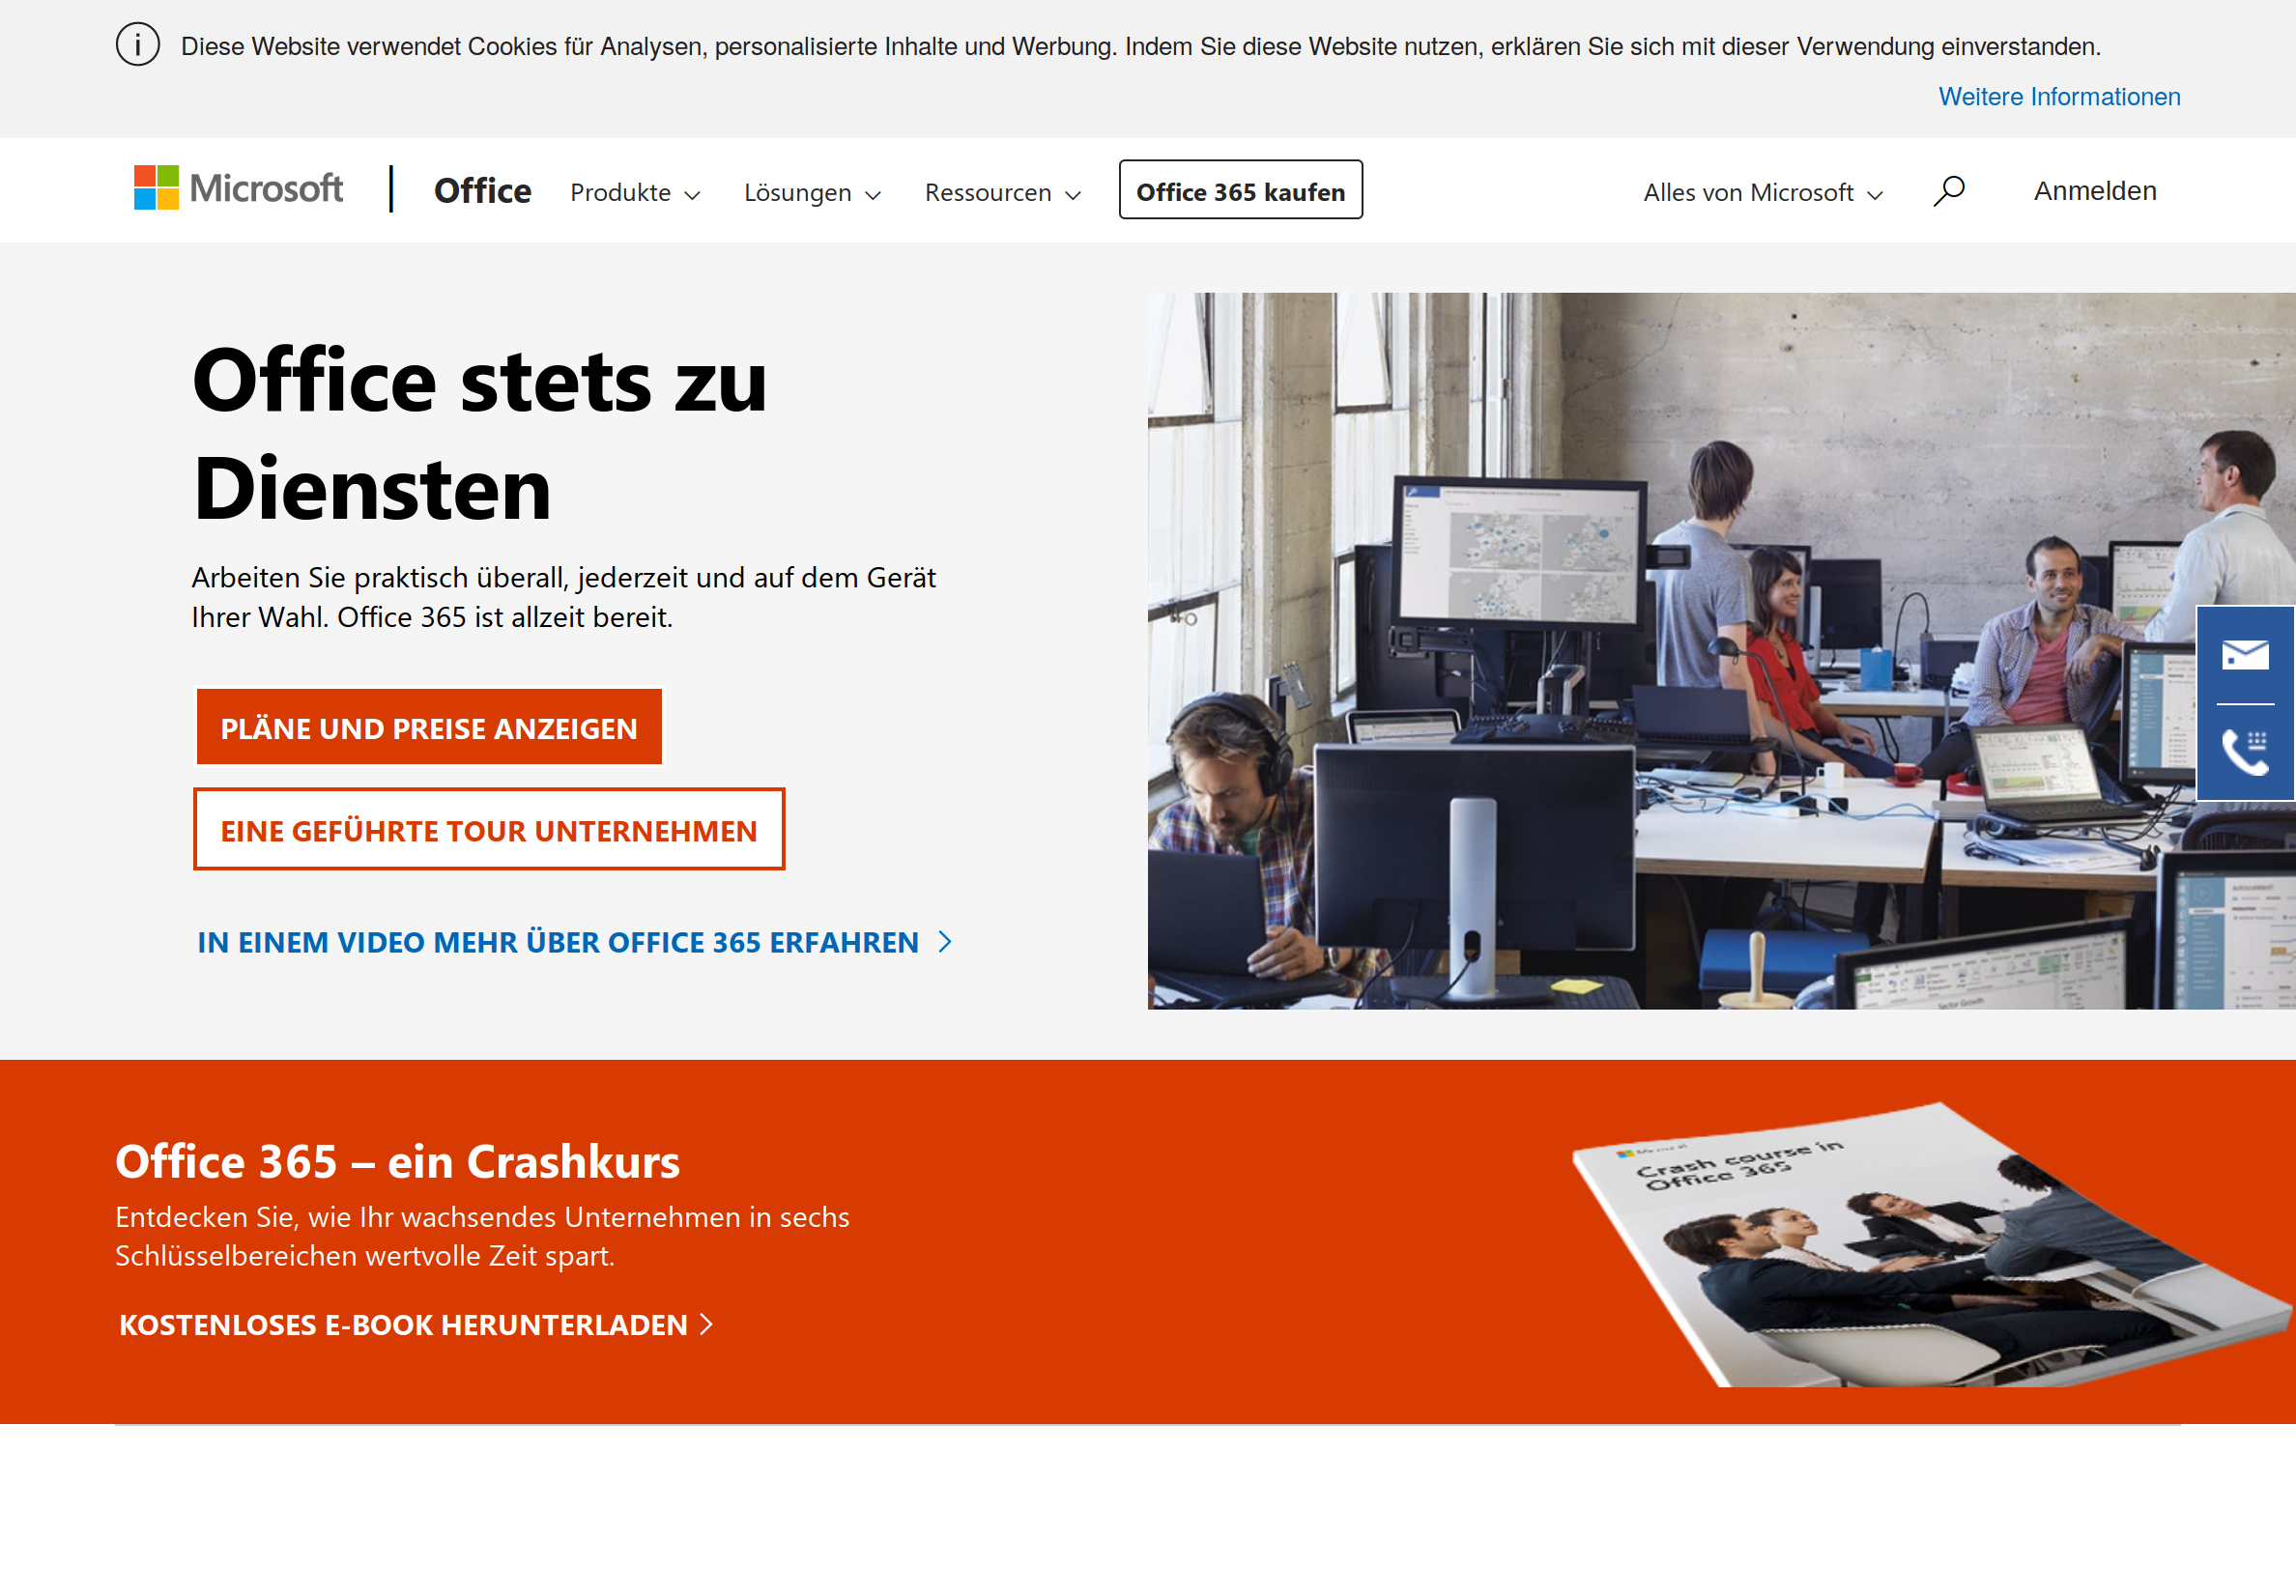 Diese Website verwendet Cookies für Analysen, personalisierte Inhalte und Werbung. Indem Sie diese Website nutzen, erklären Sie sich mit dieser Verwendung einverstanden.
Weitere Informationen
Microsoft
Office
Produkte
Lösungen
Ressourcen
Office 365 kaufen
Alles von Microsoft
Anmelden
Office stets zu
Diensten
Arbeiten Sie praktisch überall, jederzeit und auf dem Gerät
Ihrer Wahl. Office 365 ist allzeit bereit.
PLÄNE UND PREISE ANZEIGEN
EINE GEFÜHRTE TOUR UNTERNEHMEN
IN EINEM VIDEO MEHR ÜBER OFFICE 365 ERFAHREN
Sector Growth
Office 365 – ein Crashkurs
Entdecken Sie, wie Ihr wachsendes Unternehmen in sechs
Schlüsselbereichen wertvolle Zeit spart.
KOSTENLOSES E-BOOK HERUNTERLADEN
Crash course in
Office 365